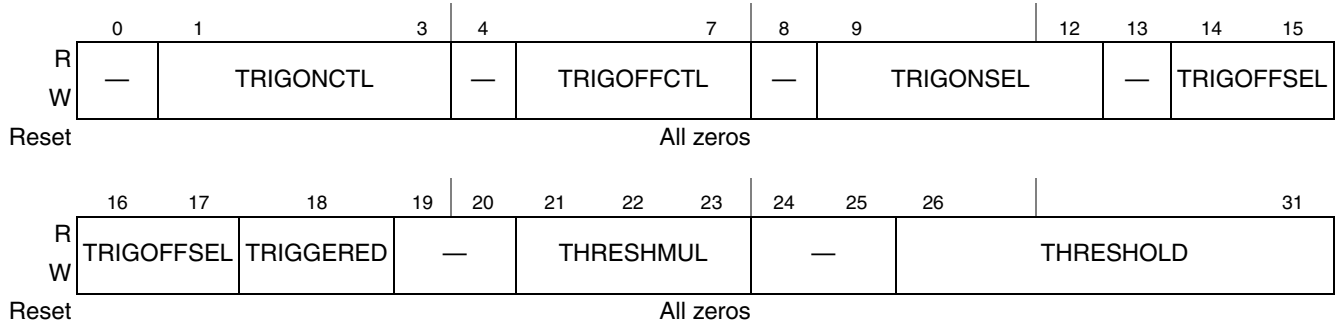 0 1 3 4 7 8 9 12 13 14 15
R
W
— TRIGONCTL — TRIGOFFCTL — TRIGONSEL — TRIGOFFSEL
Reset All zeros
16 17 18 19 20 21 22 23 24 25 26 31
R
W
TRIGOFFSEL TRIGGERED — THRESHMUL — THRESHOLD
Reset All zeros